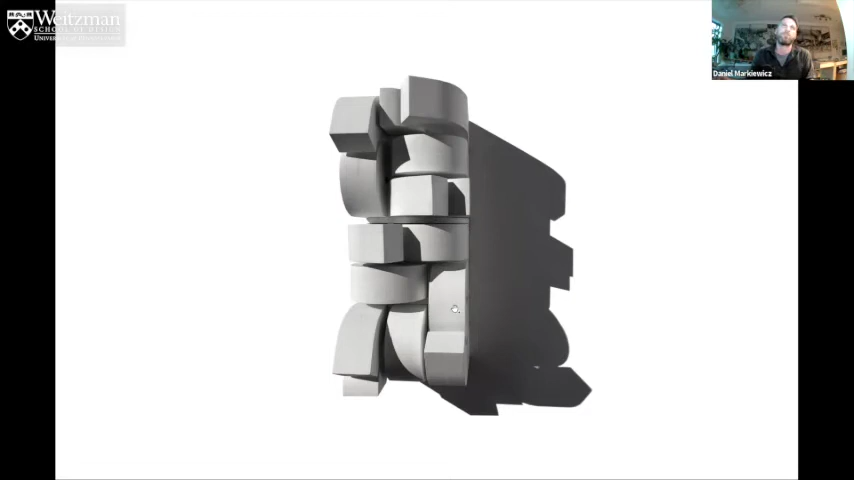 Weitzman
SCHOOL OF DESIGN
UNIVERSITY OF PENNSYLVANIA
Daniel Markiewicz